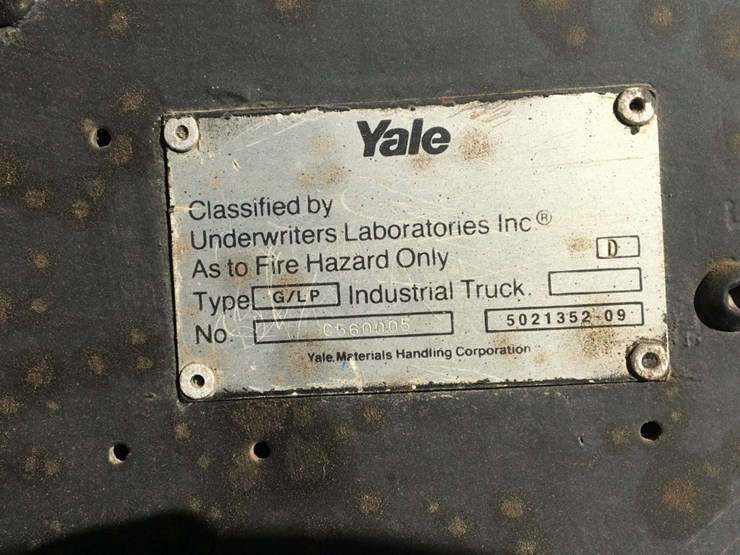 Yale
Classified by
Underwriters Laboratories Inc ®
As to Fire Hazard Only
D
Type G/LP Industrial Truck.
No. C560005
5021352-09
Yale Materials Handling Corporation